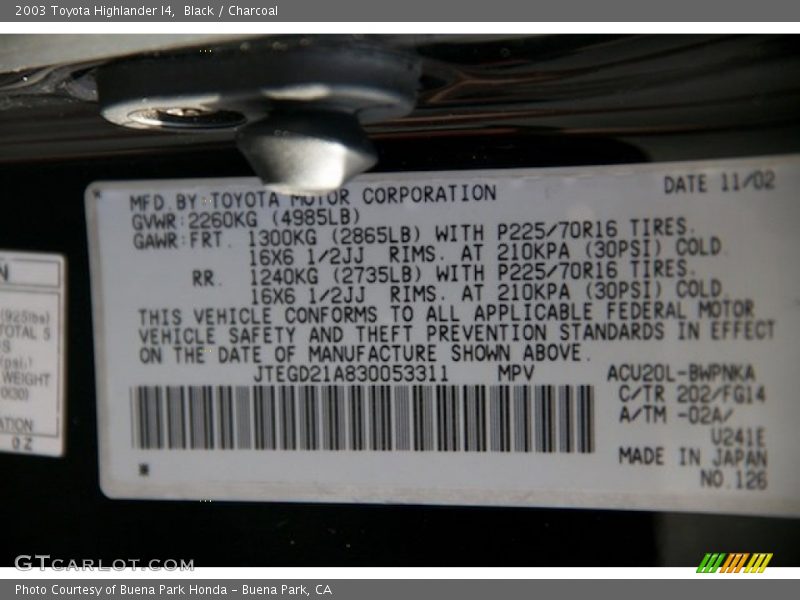 2003 Toyota Highlander I4, Black / Charcoal
MFD.BY:TOYOTA MOTOR CORPORATION DATE 11/02
GVWR:2260KG (4985LB)
GAWR:FRT. 1300KG (2865LB) WITH P225/70R16 TIRES.
16X6 1/2JJ RIMS. AT 210KPA (30PSI) COLD.
RR. 1240KG (2735LB) WITH P225/70R16 TIRES.
16X6 1/2JJ RIMS. AT 210KPA (30PSI) COLD.
THIS VEHICLE CONFORMS TO ALL APPLICABLE FEDERAL MOTOR
VEHICLE SAFETY AND THEFT PREVENTION STANDARDS IN EFFECT
ON THE DATE OF MANUFACTURE SHOWN ABOVE.
JTEGD21A830053311 MPV ACU20L-BWPNKA
C/TR 202/FG14
A/TM -02A/
U241E
MADE IN JAPAN
NO.126
N
(925lbs)
TOTAL S
WEIGHT
GTCARLOT.COM
Photo Courtesy of Buena Park Honda - Buena Park, CA